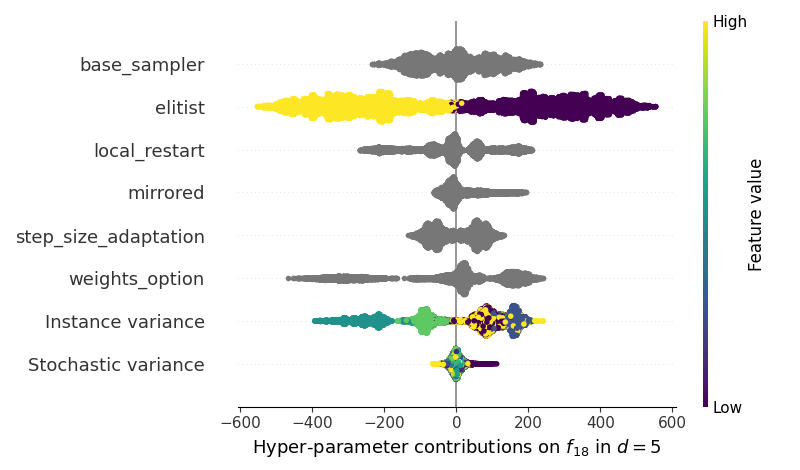 High
base_sampler
elitist
local_restart
mirrored
step_size_adaptation
weights_option
Instance variance
Stochastic variance
Feature value
Low
−600 −400 −200 0 200 400 600
Hyper-parameter contributions on f18 in d = 5